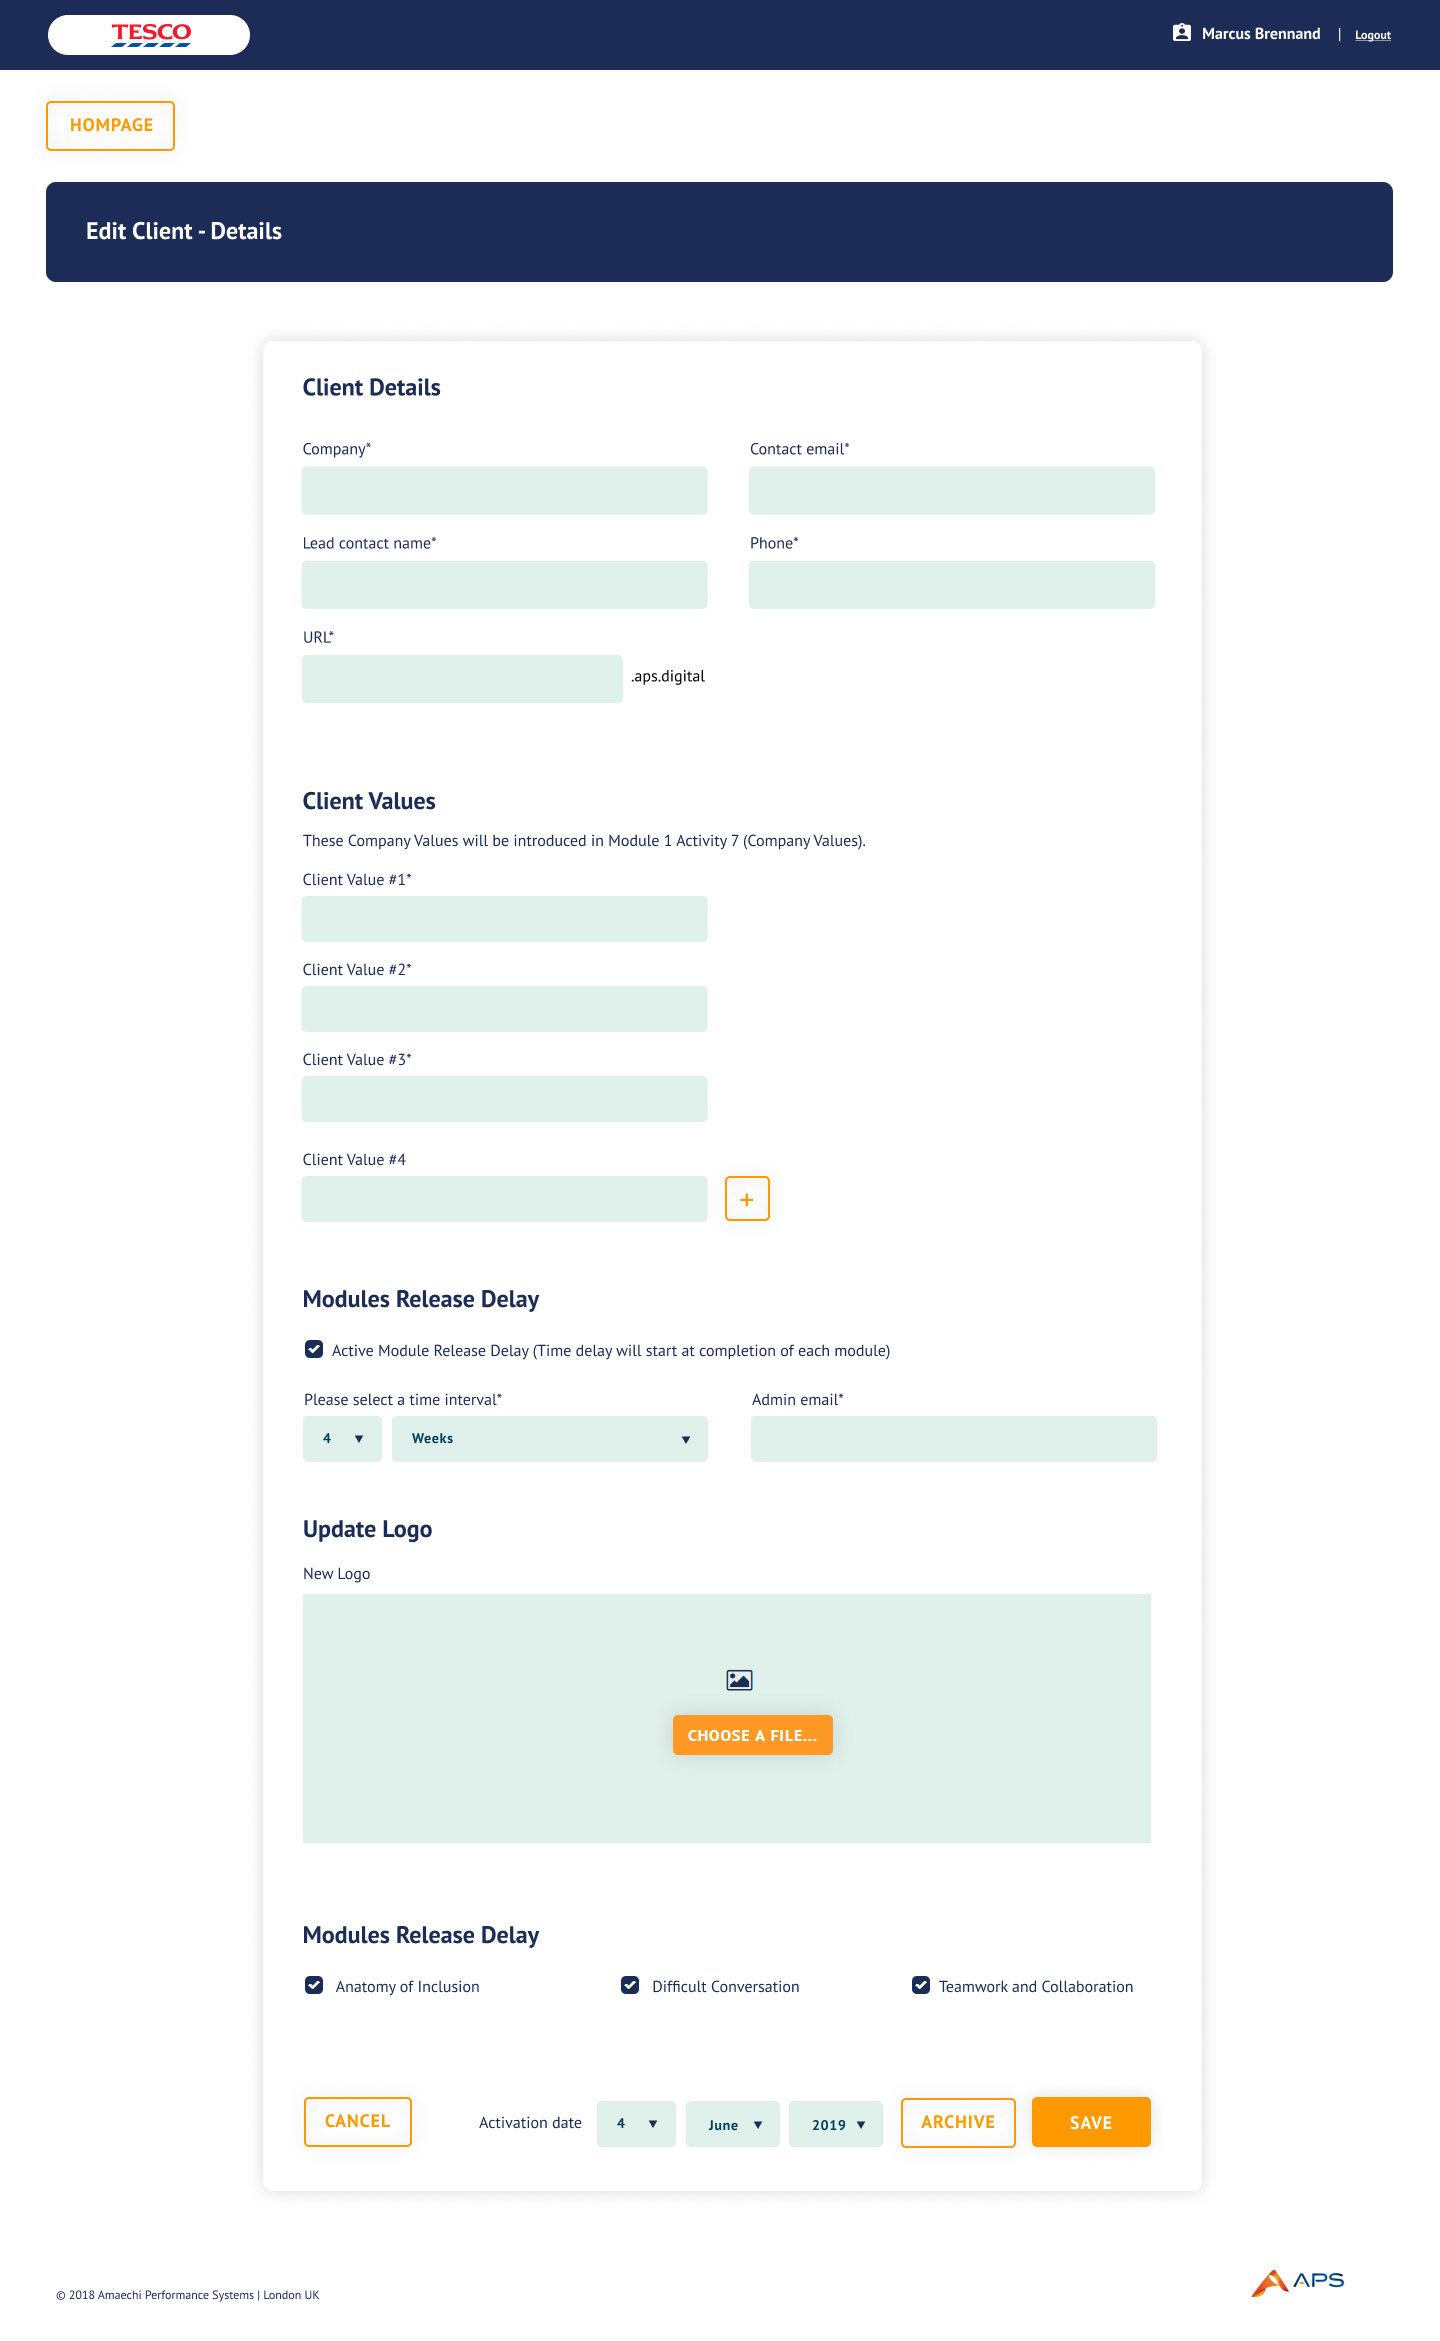 TESCO
Marcus Brennand | Logout
HOMPAGE
Edit Client - Details
Client Details
Company*
Contact email*
Lead contact name*
Phone*
URL*
.aps.digital
Client Values
These Company Values will be introduced in Module 1 Activity 7 (Company Values).
Client Value #1*
Client Value #2*
Client Value #3*
Client Value #4
+
Modules Release Delay
Active Module Release Delay (Time delay will start at completion of each module)
Please select a time interval*
Admin email*
4 ▼ Weeks ▼
Update Logo
New Logo
CHOOSE A FILE...
Modules Release Delay
Anatomy of Inclusion
Difficult Conversation
Teamwork and Collaboration
CANCEL
Activation date
4 ▼ June ▼ 2019 ▼
ARCHIVE
SAVE
© 2018 Amaechi Performance Systems | London UK
APS